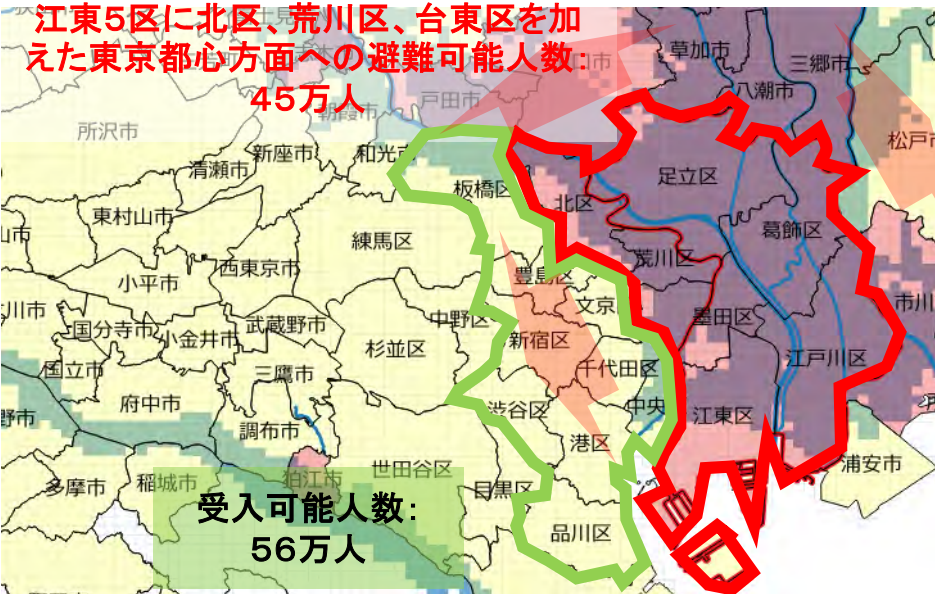 江東5区に北区、荒川区、台東区を加
えた東京都心方面への避難可能人数：
45万人
草加市
三郷市
八潮市
戸田市
朝霞市
所沢市
松戸市
新座市
和光市
清瀬市
板橋区
足立区
北区
東村山市
葛飾区
練馬区
荒川区
西東京市
豊島区
小平市
文京
市川
国分寺市
小金井市
武蔵野市
中野区
墨田区
新宿区
杉並区
江戸川区
千代田区
国立市
三鷹市
府中市
渋谷区
中央
江東区
調布市
港区
世田谷区
浦安市
狛江市
多摩市
稲城市
目黒区
品川区
受入可能人数：
56万人